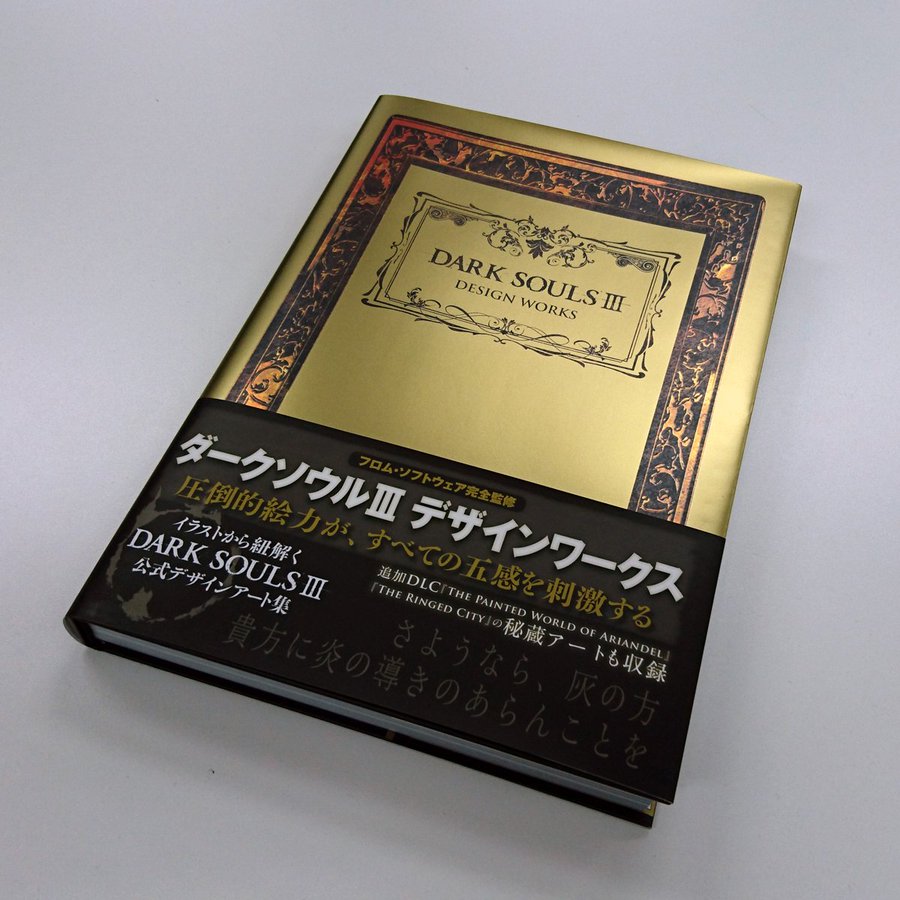 DARK SOULS III
DESIGN WORKS
フロム・ソフトウェア完全監修
ダークソウルIII デザインワークス
圧倒的絵力が、すべての五感を刺激する
イラストから紐解く
DARK SOULS III
公式デザインアート集
追加DLC『THE PAINTED WORLD OF ARIANDEL』
『THE RINGED CITY』の秘蔵アートも収録
さようなら、灰の方
貴方に炎の導きのあらんことを